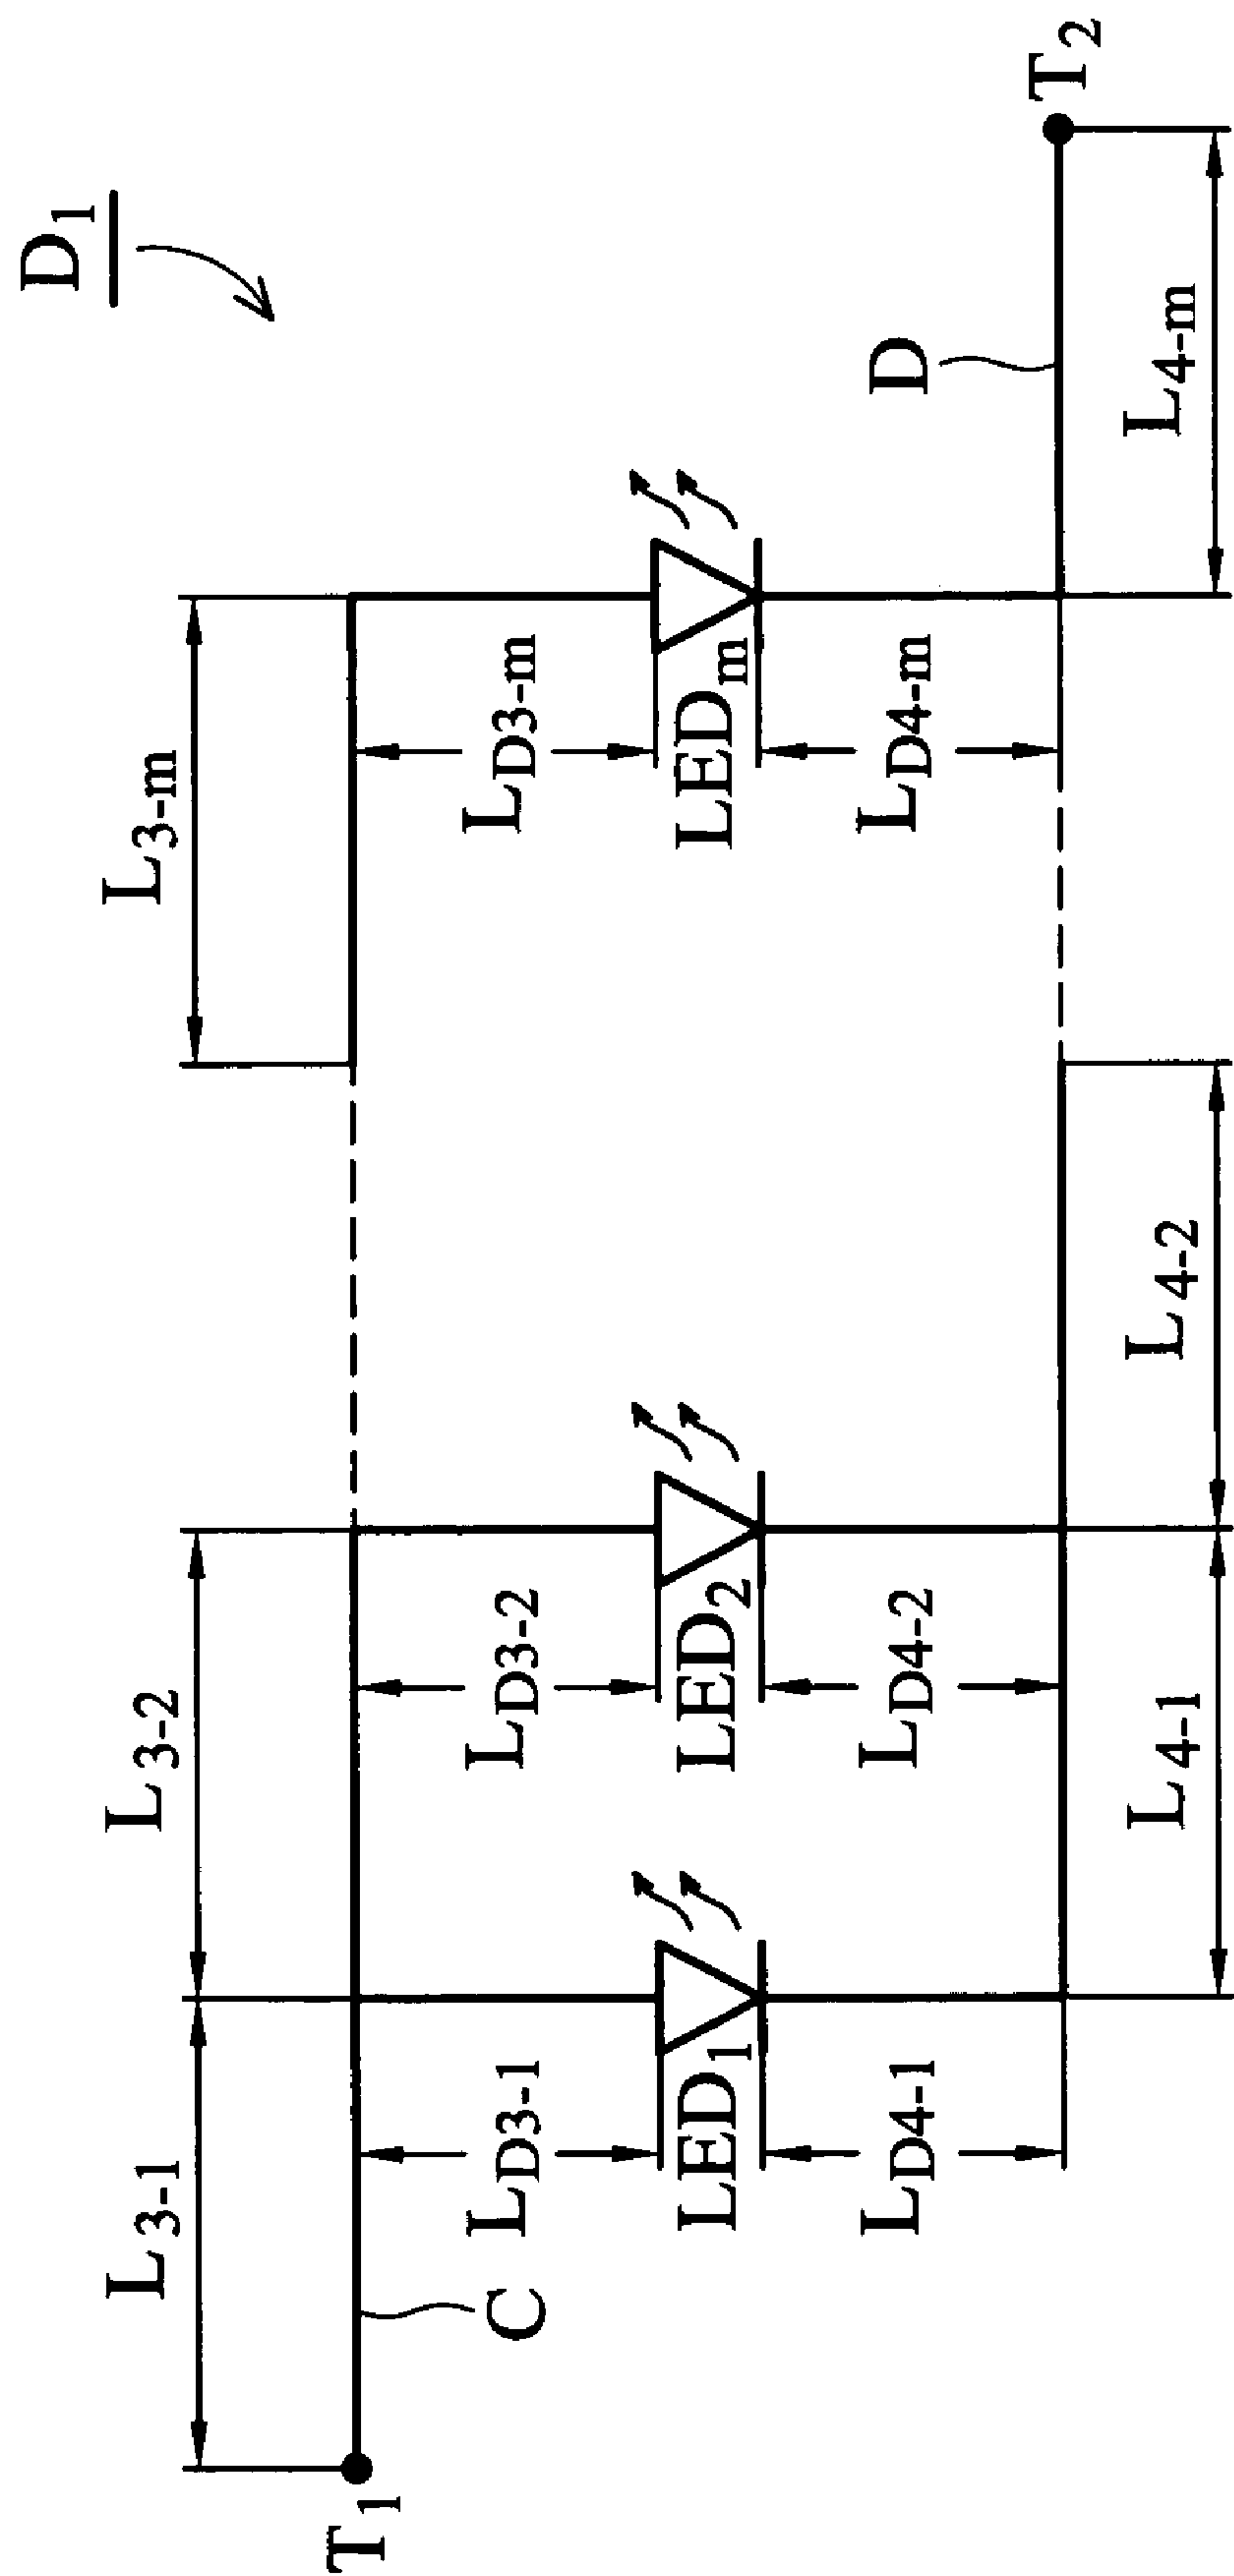 D1
L3-1
L3-2
L3-m
T1
C
LD3-1
LD3-2
LD3-m
LED1
LED2
LEDm
LD4-1
LD4-2
LD4-m
D
T2
L4-1
L4-2
L4-m